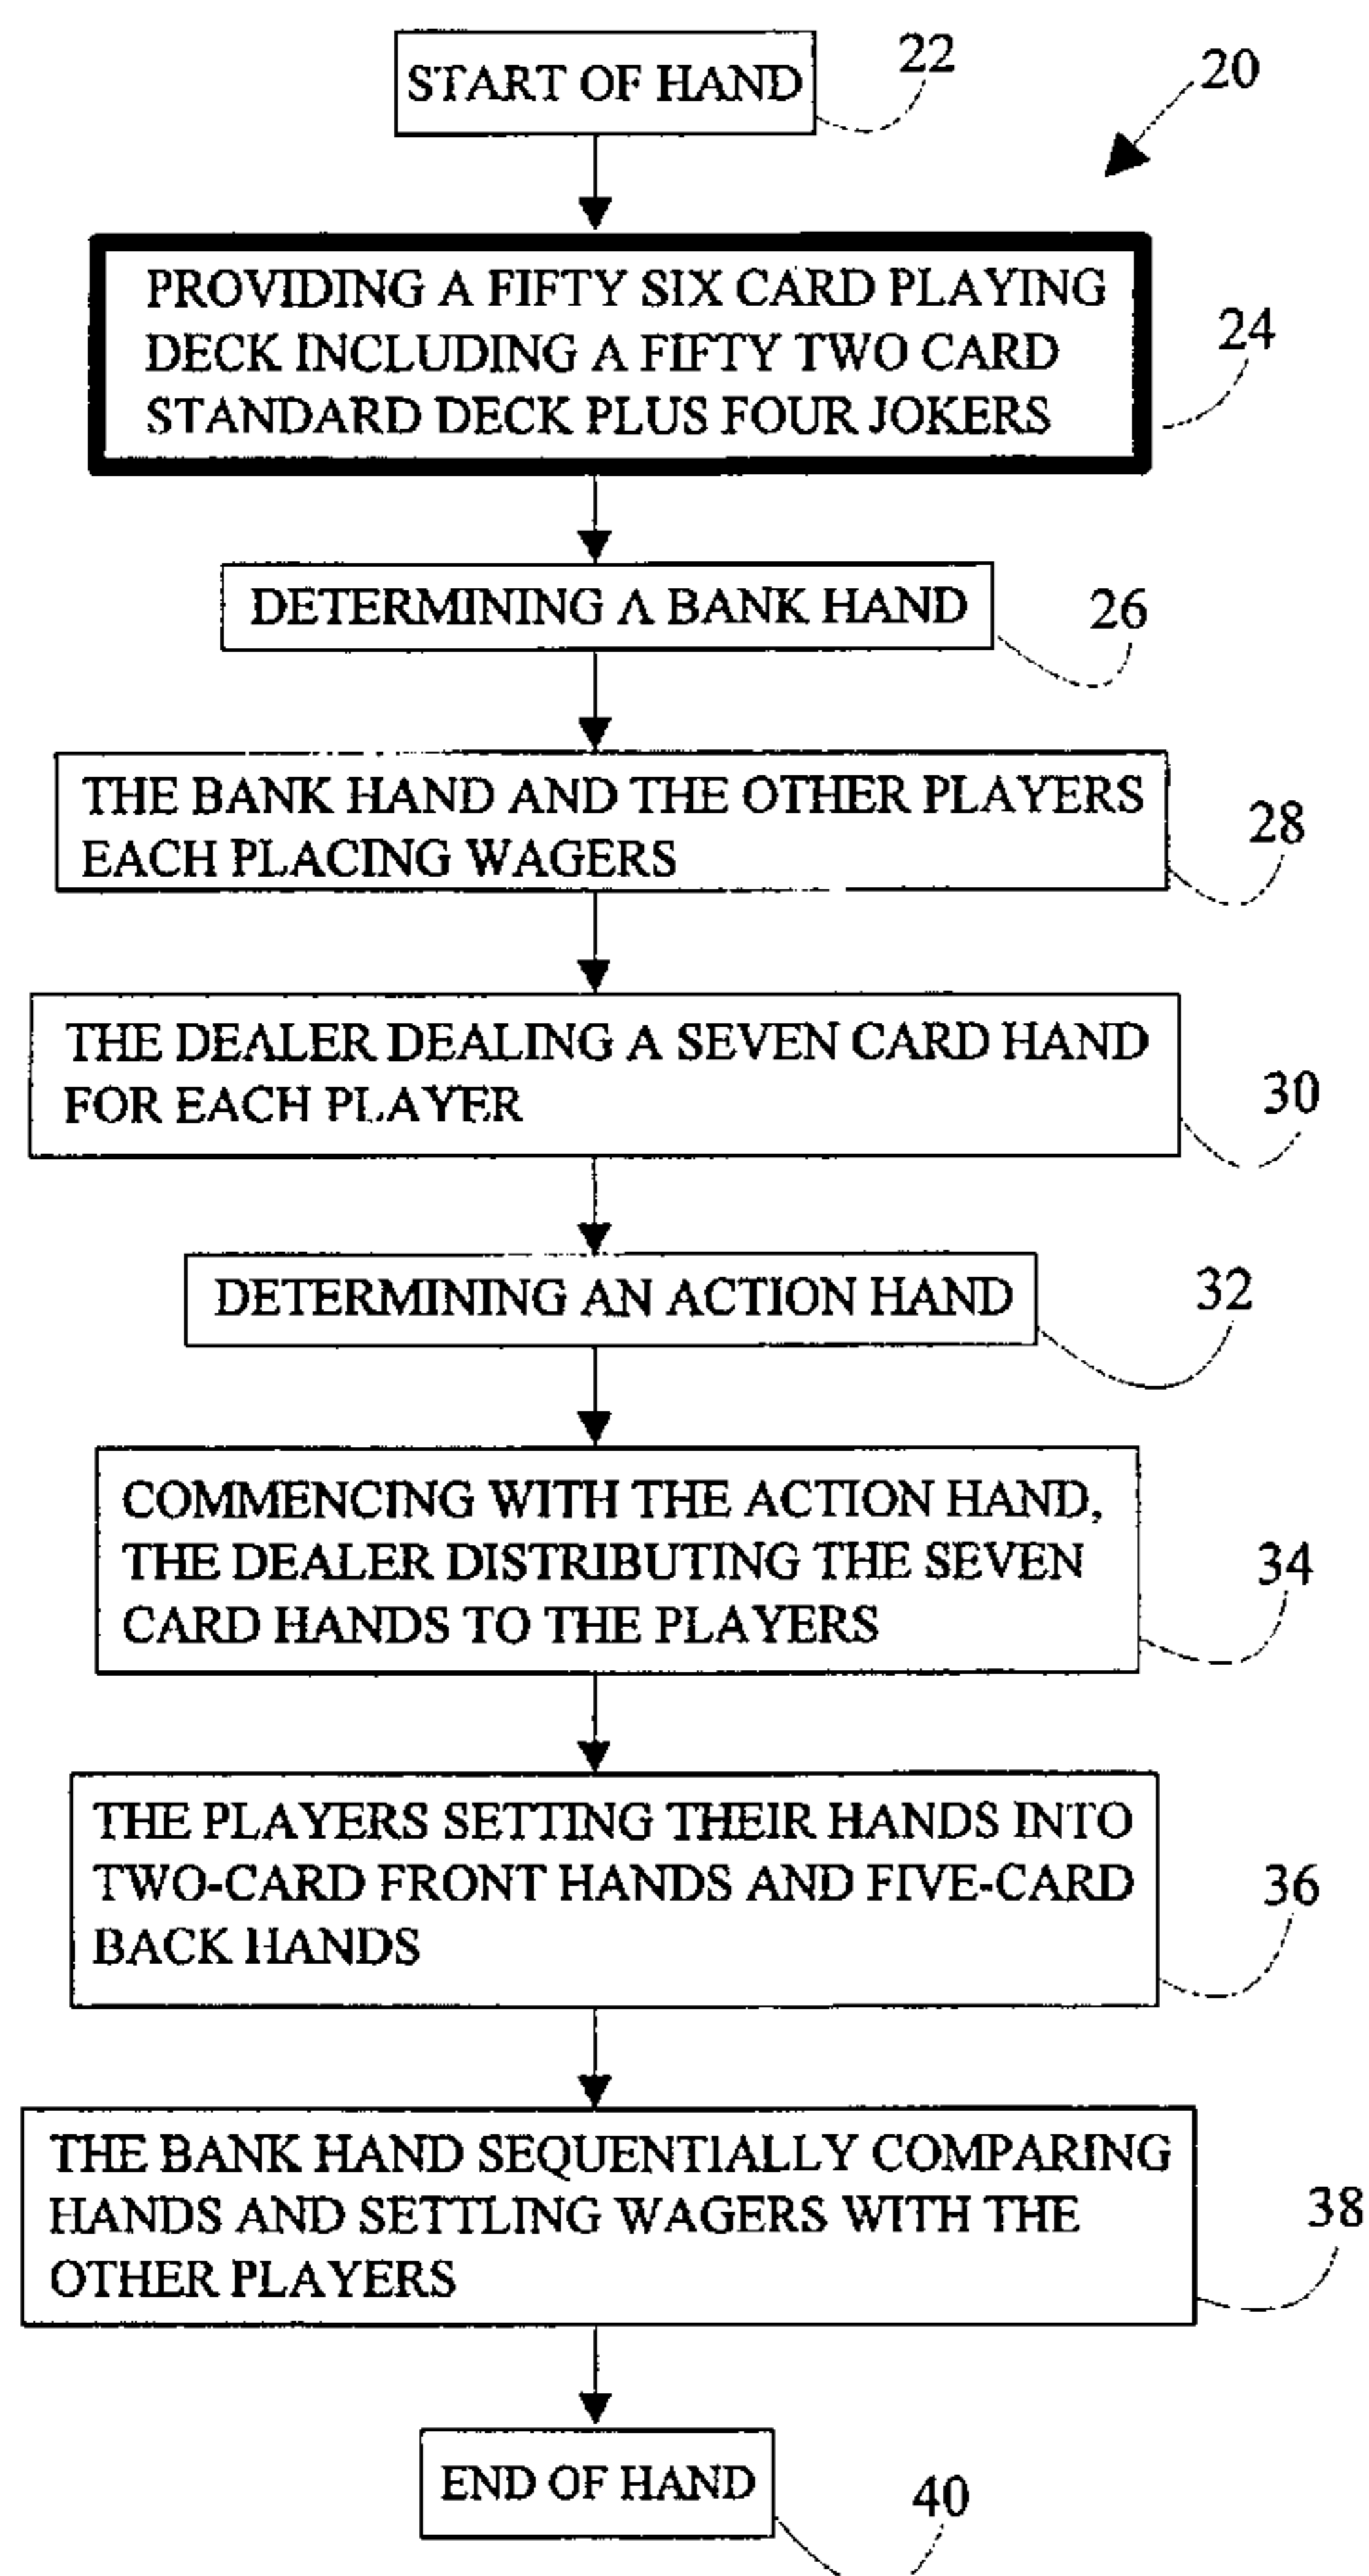 START OF HAND
22
20
PROVIDING A FIFTY SIX CARD PLAYING
DECK INCLUDING A FIFTY TWO CARD
STANDARD DECK PLUS FOUR JOKERS
24
DETERMINING A BANK HAND
26
THE BANK HAND AND THE OTHER PLAYERS
EACH PLACING WAGERS
28
THE DEALER DEALING A SEVEN CARD HAND
FOR EACH PLAYER
30
DETERMINING AN ACTION HAND
32
COMMENCING WITH THE ACTION HAND,
THE DEALER DISTRIBUTING THE SEVEN
CARD HANDS TO THE PLAYERS
34
THE PLAYERS SETTING THEIR HANDS INTO
TWO-CARD FRONT HANDS AND FIVE-CARD
BACK HANDS
36
THE BANK HAND SEQUENTIALLY COMPARING
HANDS AND SETTLING WAGERS WITH THE
OTHER PLAYERS
38
END OF HAND
40